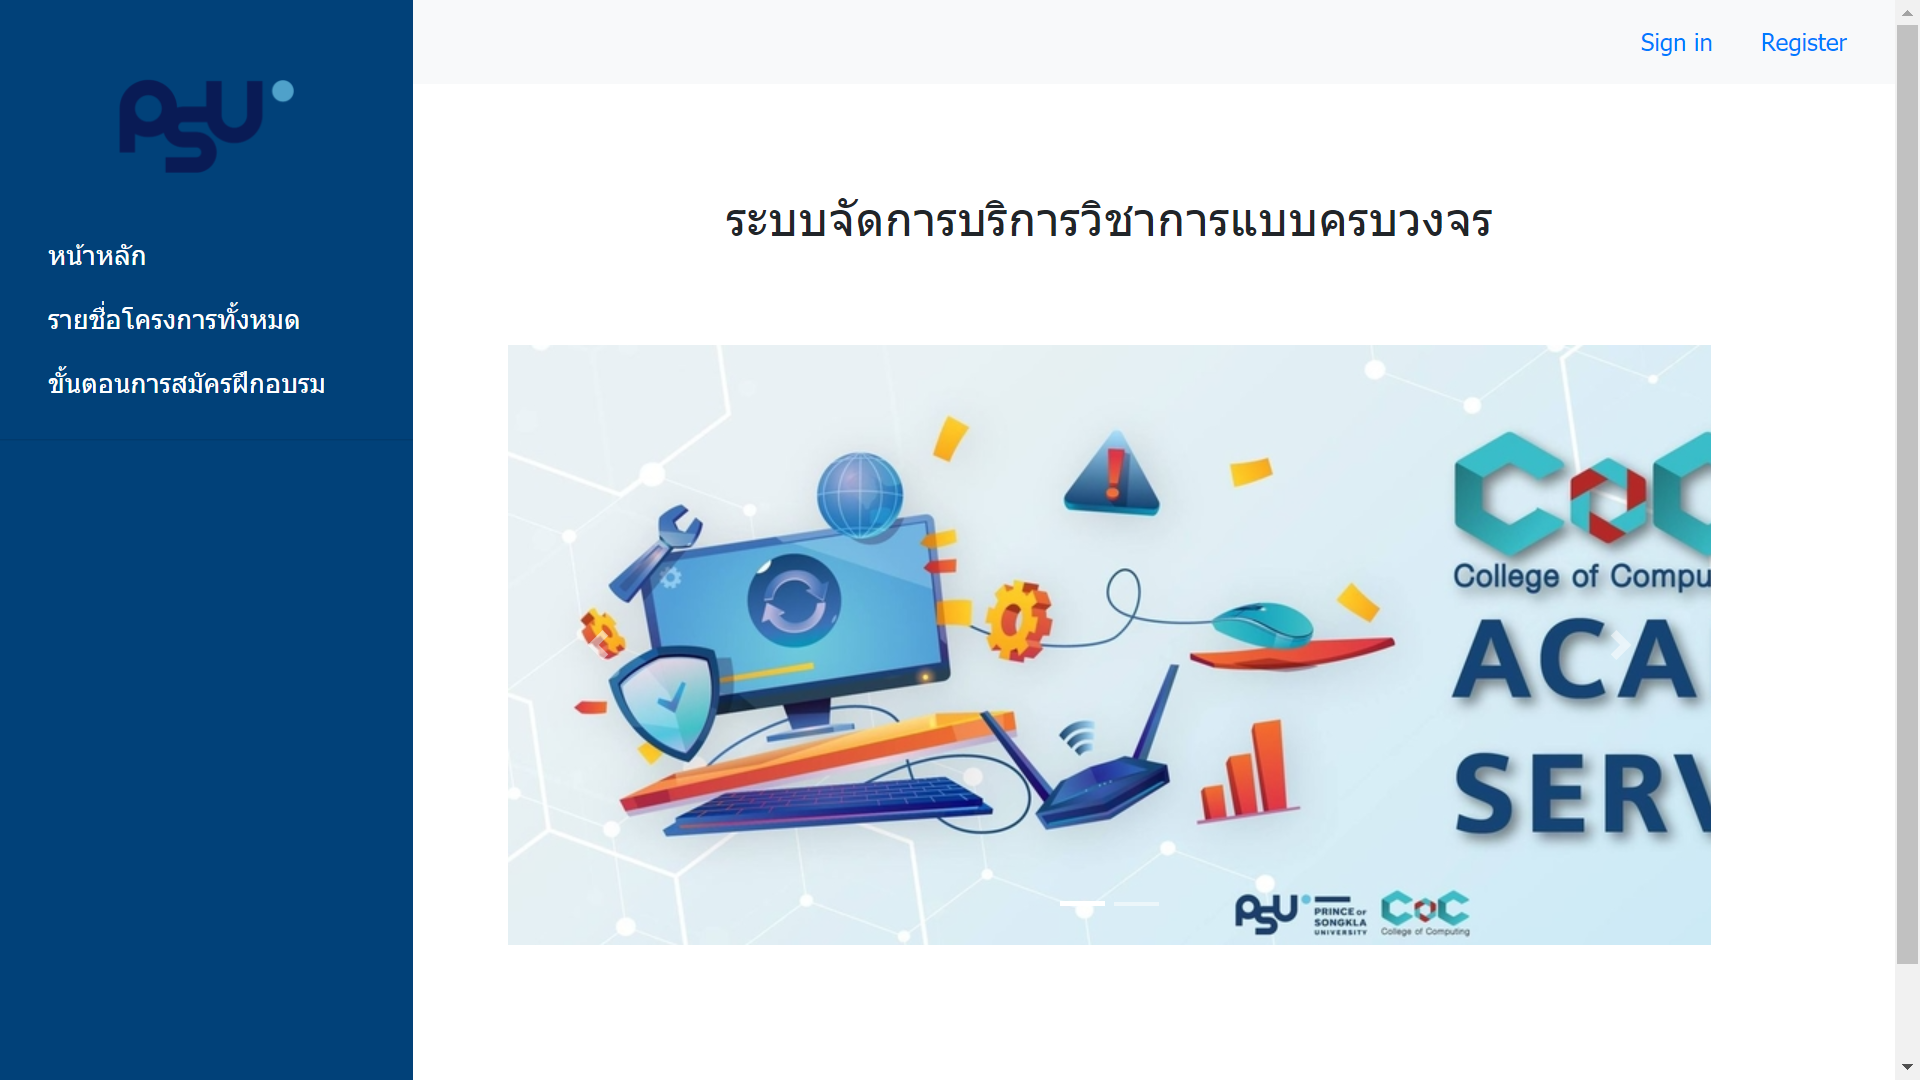 Sign in Register
PSU
หน้าหลัก
รายชื่อโครงการทั้งหมด
ขั้นตอนการสมัครฝึกอบรม
ระบบจัดการบริการวิชาการแบบครบวงจร
COC
College of Compu
ACA
SERV
PSU PRINCE OF SONGKLA UNIVERSITY
COC College of Computing